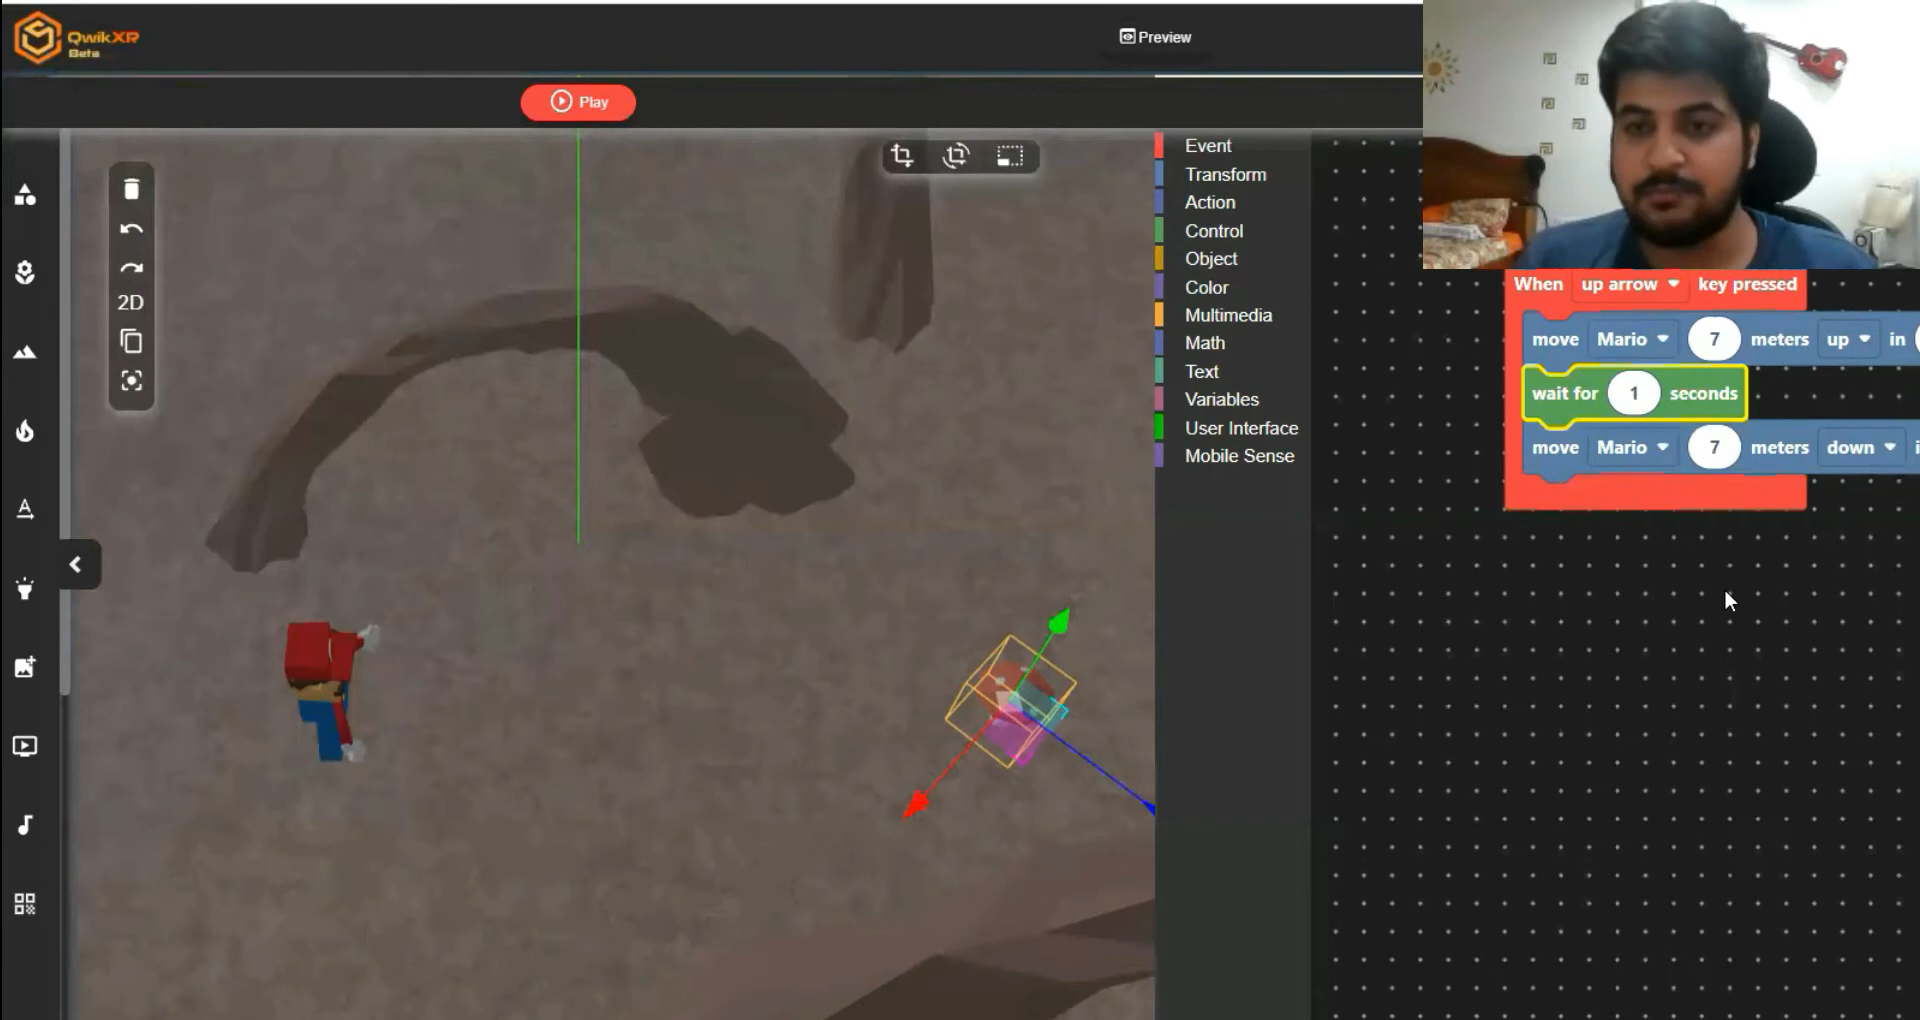 QwikXR
Beta
Preview
Play
2D
Event
Transform
Action
Control
Object
Color
Multimedia
Math
Text
Variables
User Interface
Mobile Sense
When up arrow key pressed
move Mario 7 meters up in
wait for 1 seconds
move Mario 7 meters down